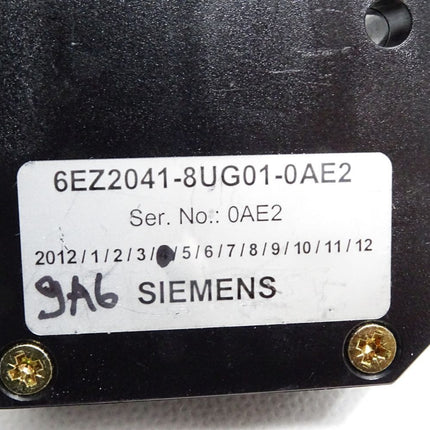 6EZ2041-8UG01-0AE2
Ser. No.: 0AE2
2012/1/2/3/4/5/6/7/8/9/10/11/12
9A6 SIEMENS